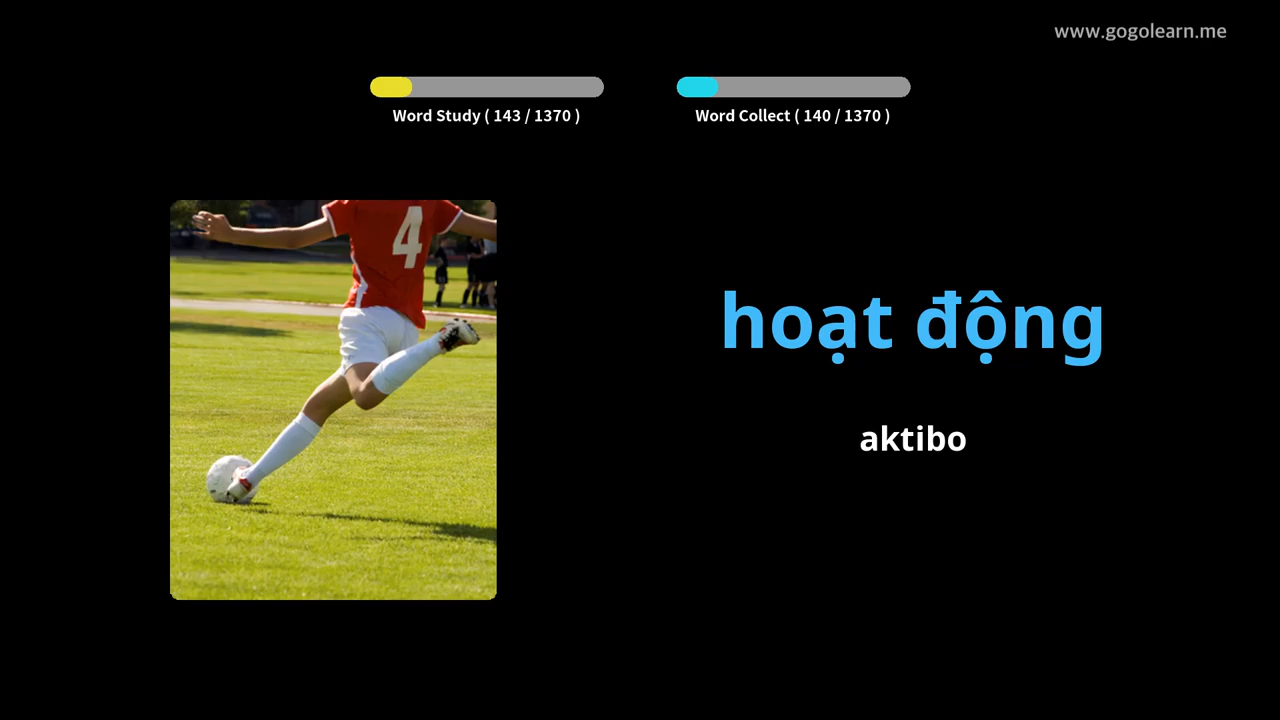 www.gogolearn.me
Word Study ( 143 / 1370 )
Word Collect ( 140 / 1370 )
4
hoạt động
aktibo